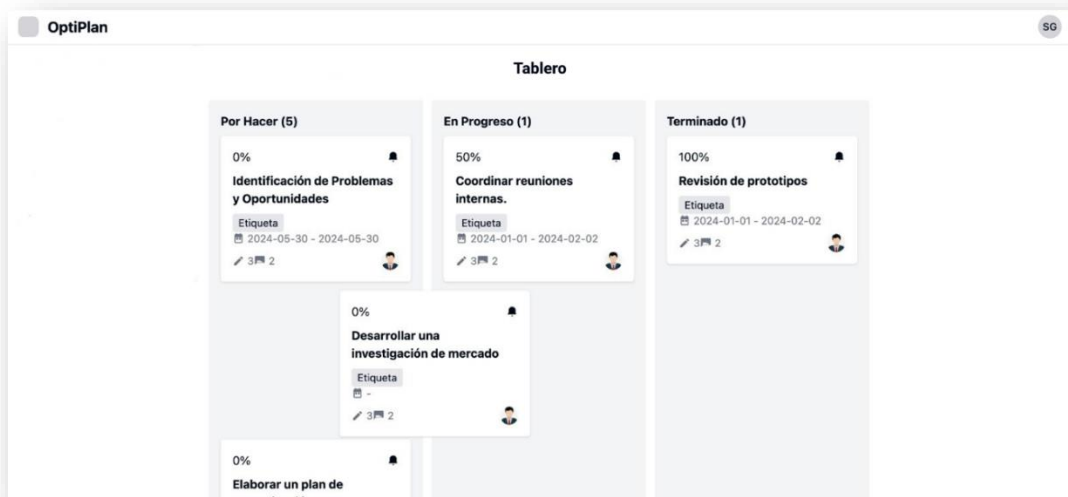 OptiPlan
SG
Tablero
Por Hacer (5)
0%
Identificación de Problemas
y Oportunidades
Etiqueta
2024-05-30 - 2024-05-30
3 2
En Progreso (1)
50%
Coordinar reuniones
internas.
Etiqueta
2024-01-01 - 2024-02-02
3 2
Terminado (1)
100%
Revisión de prototipos
Etiqueta
2024-01-01 - 2024-02-02
3 2
0%
Desarrollar una
investigación de mercado
Etiqueta
-
3 2
0%
Elaborar un plan de